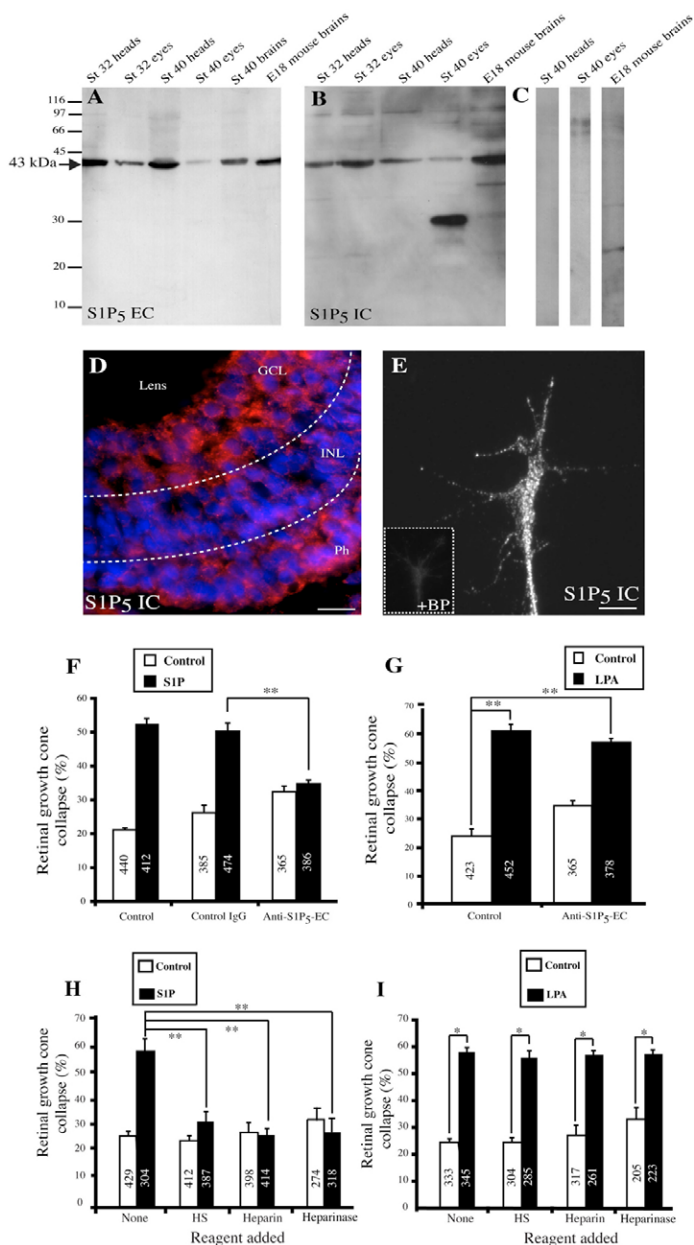 St 32 heads
St 32 eyes
St 40 heads
St 40 eyes
St 40 brains
E18 mouse brains
St 32 heads
St 32 eyes
St 40 heads
St 40 eyes
E18 mouse brains
St 40 heads
St 40 eyes
E18 mouse brains
A
B
C
116
97
66
45
43 kDa
30
20
10
S1P5 EC
S1P5 IC
D
Lens
GCL
INL
Ph
S1P5 IC
E
+BP
S1P5 IC
F
Control
S1P
**
Retinal growth cone
collapse (%)
60
50
40
30
20
10
0
440
412
385
474
365
386
Control
Control IgG
Anti-S1P5-EC
G
Control
LPA
**
**
Retinal growth cone
collapse (%)
70
60
50
40
30
20
10
0
423
452
365
378
Control
Anti-S1P5-EC
H
Control
S1P
**
**
**
Retinal growth cone
collapse (%)
70
60
50
40
30
20
10
0
429
304
412
387
398
414
274
318
None
HS
Heparin
Heparinase
Reagent added
I
Control
LPA
*
*
*
*
Retinal growth cone
collapse (%)
70
60
50
40
30
20
10
0
333
345
304
285
317
261
205
223
None
HS
Heparin
Heparinase
Reagent added